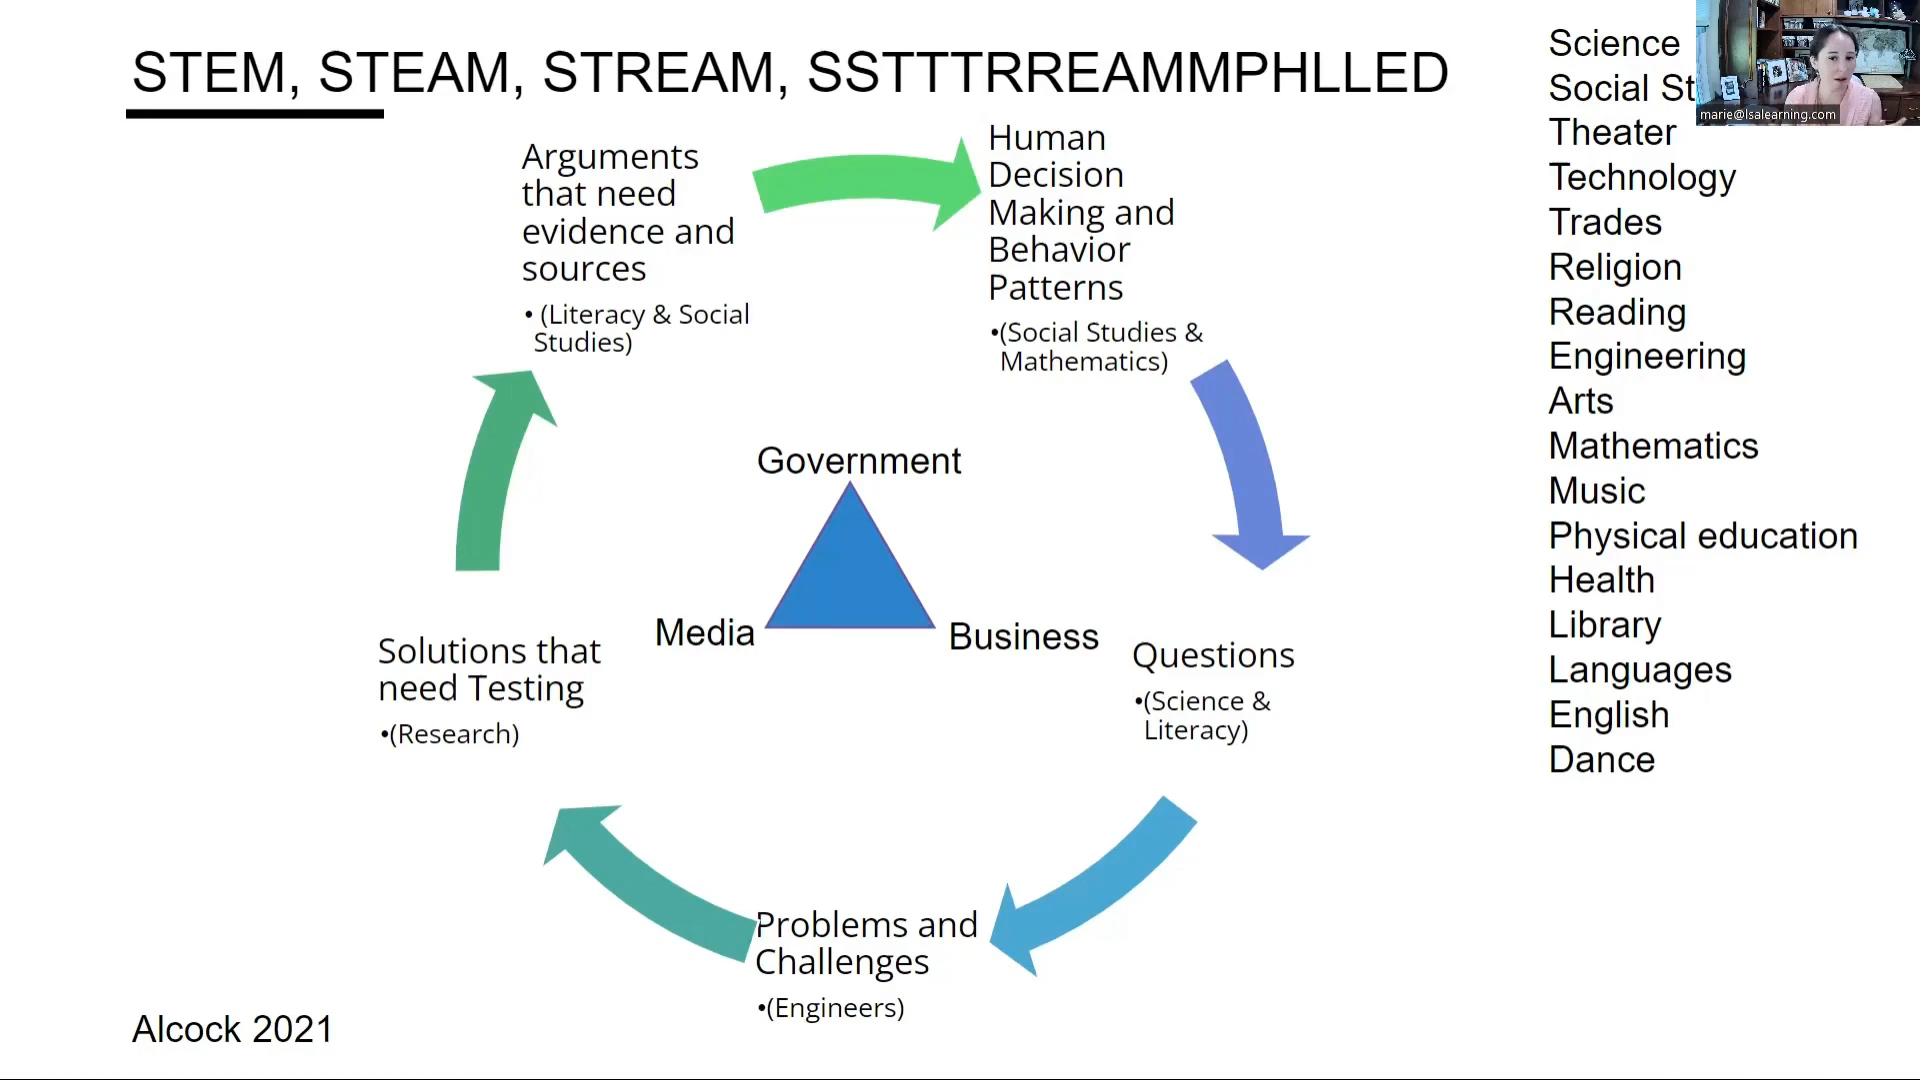 STEM, STEAM, STREAM, SSTTTRREAMMPHLLED
Arguments
that need
evidence and
sources
• (Literacy & Social
Studies)
Human
Decision
Making and
Behavior
Patterns
•(Social Studies &
Mathematics)
Government
Media
Business
Solutions that
need Testing
•(Research)
Questions
•(Science &
Literacy)
Problems and
Challenges
•(Engineers)
Alcock 2021
Science
Social St
Theater
Technology
Trades
Religion
Reading
Engineering
Arts
Mathematics
Music
Physical education
Health
Library
Languages
English
Dance
marie@lsalearning.com